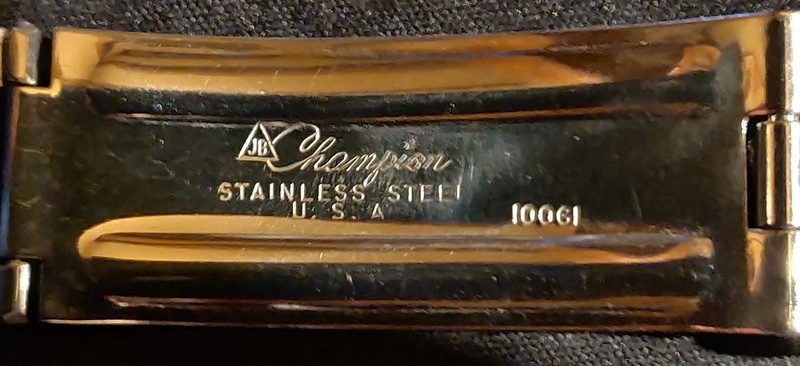 JB Champion
STAINLESS STEEL
U. S. A
10061